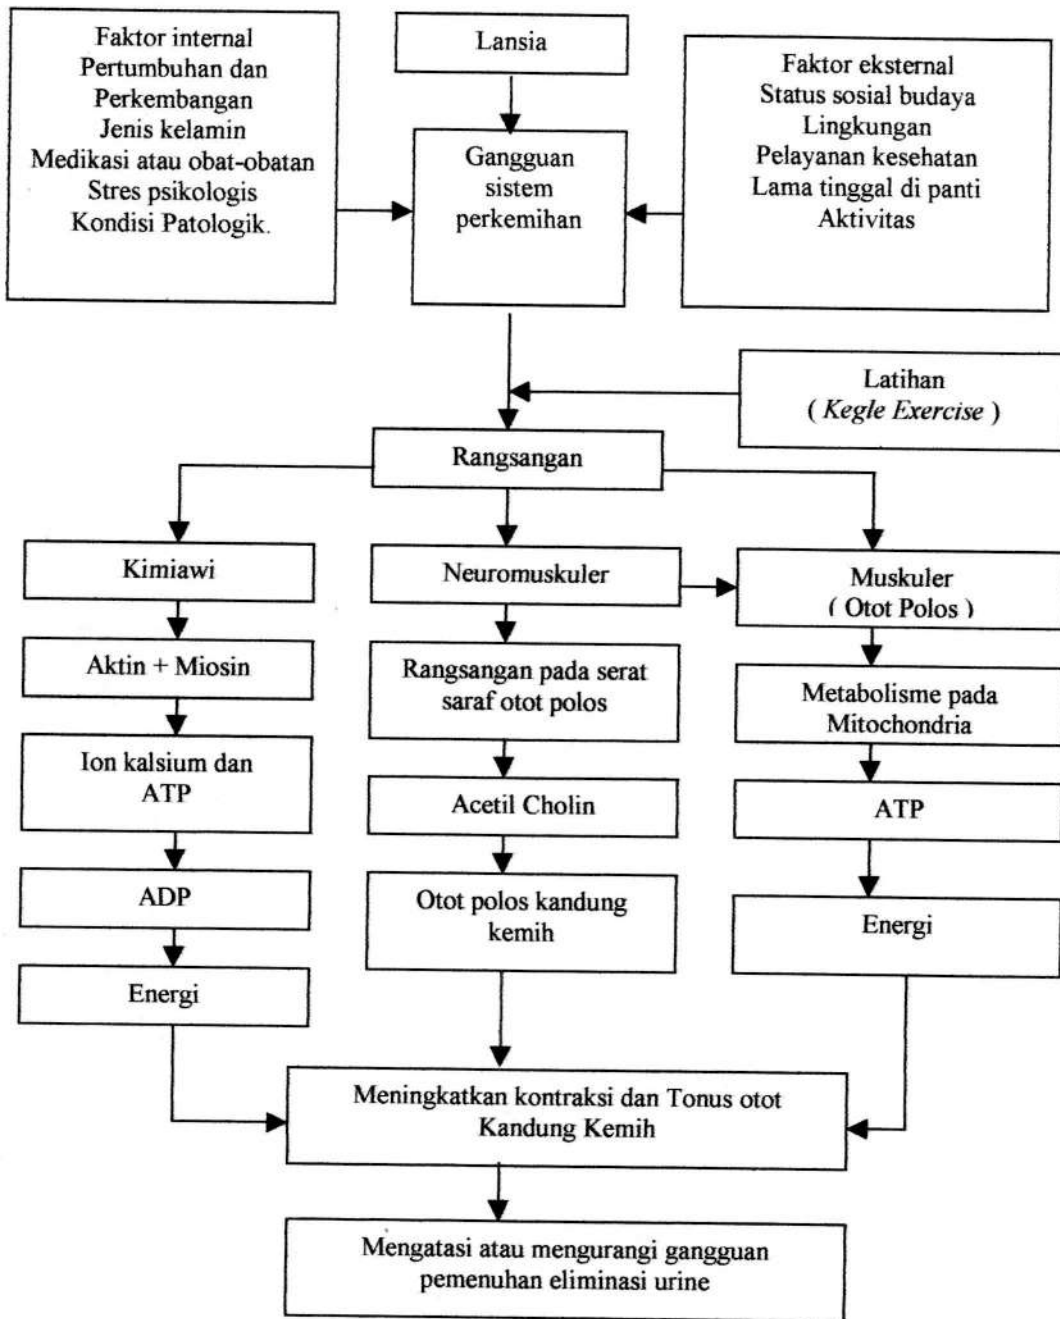 Faktor internal
Pertumbuhan dan
Perkembangan
Jenis kelamin
Medikasi atau obat-obatan
Stres psikologis
Kondisi Patologik.
Lansia
Gangguan
sistem
perkemihan
Faktor eksternal
Status sosial budaya
Lingkungan
Pelayanan kesehatan
Lama tinggal di panti
Aktivitas
Latihan
( Kegle Exercise )
Rangsangan
Kimiawi
Aktin + Miosin
Ion kalsium dan
ATP
ADP
Energi
Neuromuskuler
Rangsangan pada serat
saraf otot polos
Acetil Cholin
Otot polos kandung
kemih
Muskuler
( Otot Polos )
Metabolisme pada
Mitochondria
ATP
Energi
Meningkatkan kontraksi dan Tonus otot
Kandung Kemih
Mengatasi atau mengurangi gangguan
pemenuhan eliminasi urine